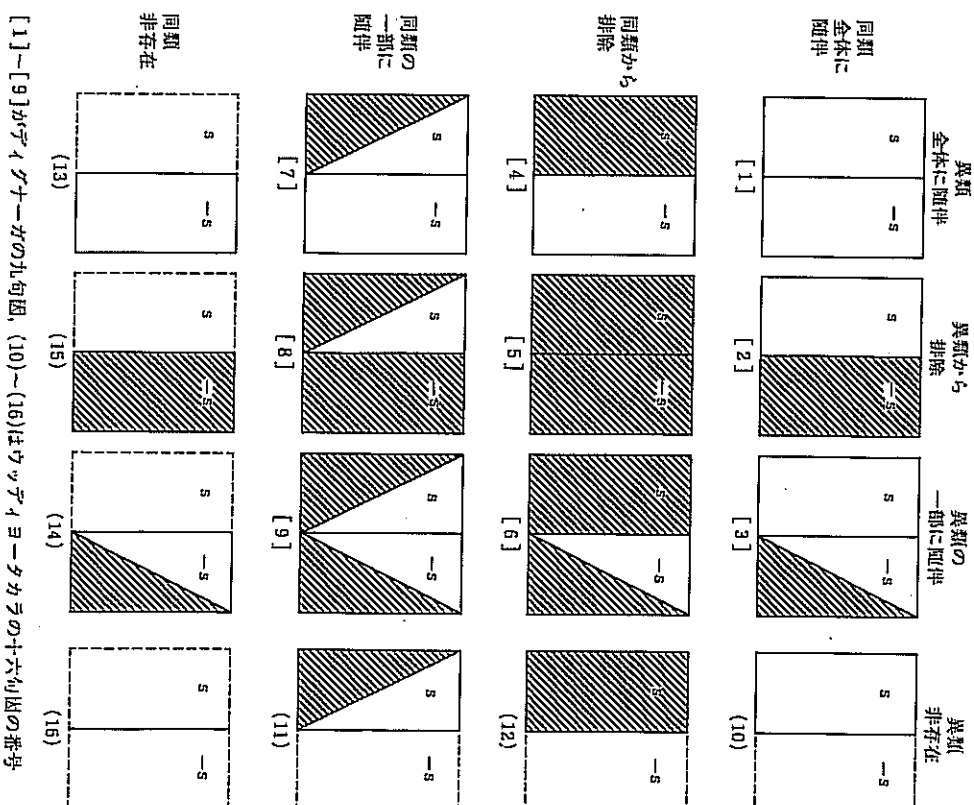 異類
全体に随伴
異類から
排除
異類の
一部に随伴
異類
非存在
同類
全体に
随伴
s —s
[1]
s —s
[2]
s —s
[3]
s —s
(10)
同類から
排除
s —s
[4]
s —s
[5]
s —s
[6]
s —s
(12)
同類の
一部に
随伴
s —s
[7]
s —s
[8]
s —s
[9]
s —s
(11)
同類
非存在
s —s
(13)
s —s
(15)
s —s
(14)
s —s
(16)
[1]~[9]がディグナーガの九句因, (10)~(16)はウッディヨータカラの十六句因の番号